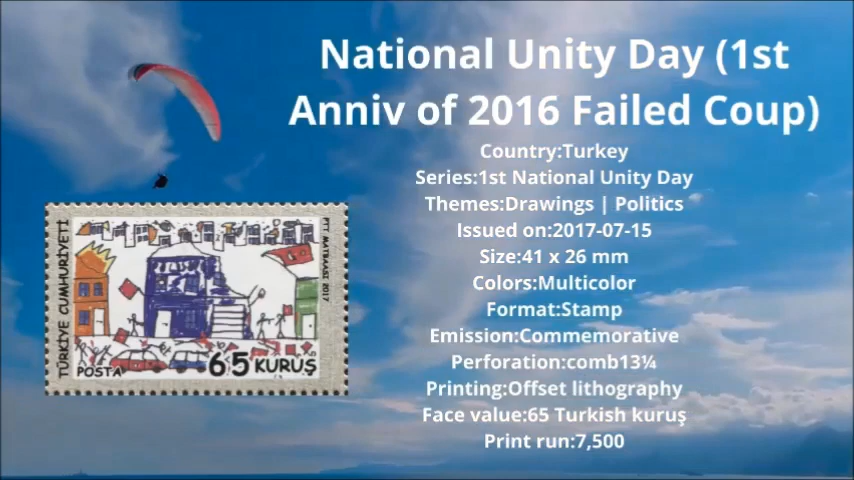 National Unity Day (1st
Anniv of 2016 Failed Coup)
Country:Turkey
Series:1st National Unity Day
Themes:Drawings | Politics
Issued on:2017-07-15
Size:41 x 26 mm
Colors:Multicolor
Format:Stamp
Emission:Commemorative
Perforation:comb13¼
Printing:Offset lithography
Face value:65 Turkish kuruş
Print run:7,500
TÜRKİYE CUMHURİYETİ
PTT MATBAASI 2017
POSTA
65 KURUŞ